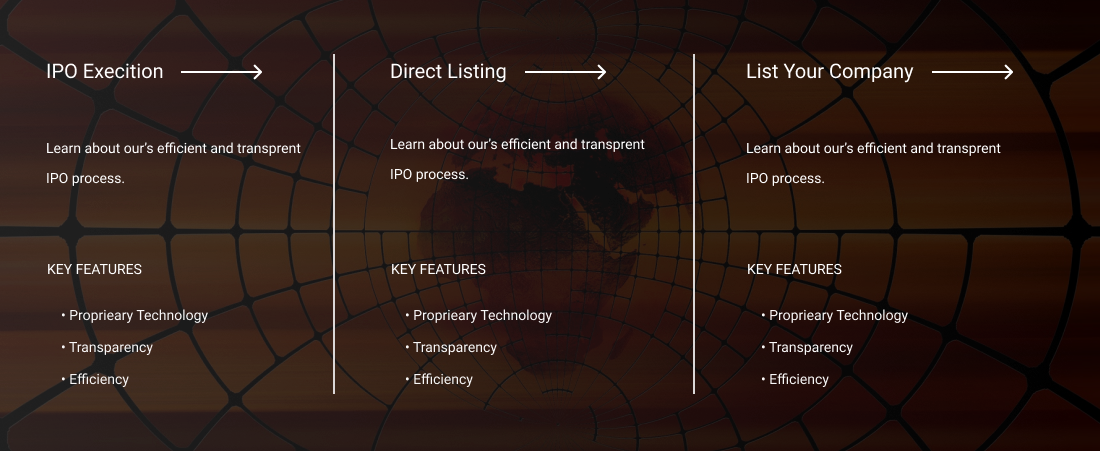 IPO Execition
Learn about our's efficient and transprent
IPO process.
KEY FEATURES
• Proprieary Technology
• Transparency
• Efficiency
Direct Listing
Learn about our's efficient and transprent
IPO process.
KEY FEATURES
• Proprieary Technology
• Transparency
• Efficiency
List Your Company
Learn about our's efficient and transprent
IPO process.
KEY FEATURES
• Proprieary Technology
• Transparency
• Efficiency